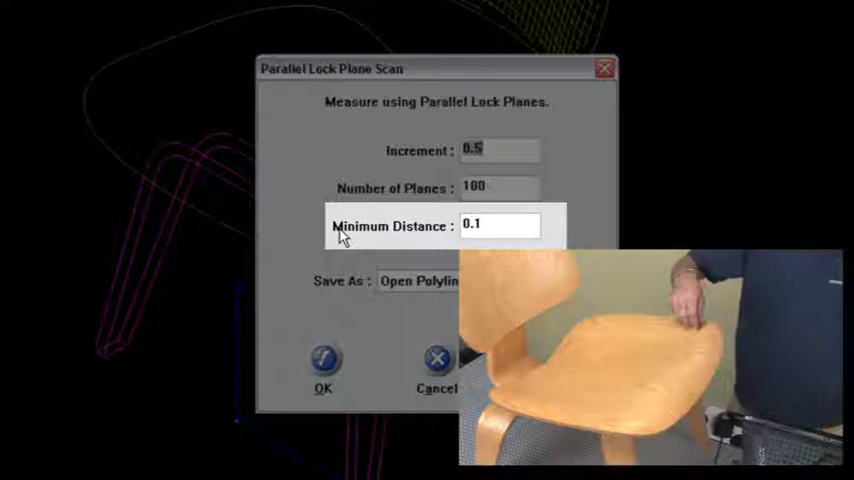 Parallel Lock Plane Scan
Measure using Parallel Lock Planes.
Increment : 0.5
Number of Planes : 100
Minimum Distance : 0.1
Save As : Open Polylin
OK Cancel